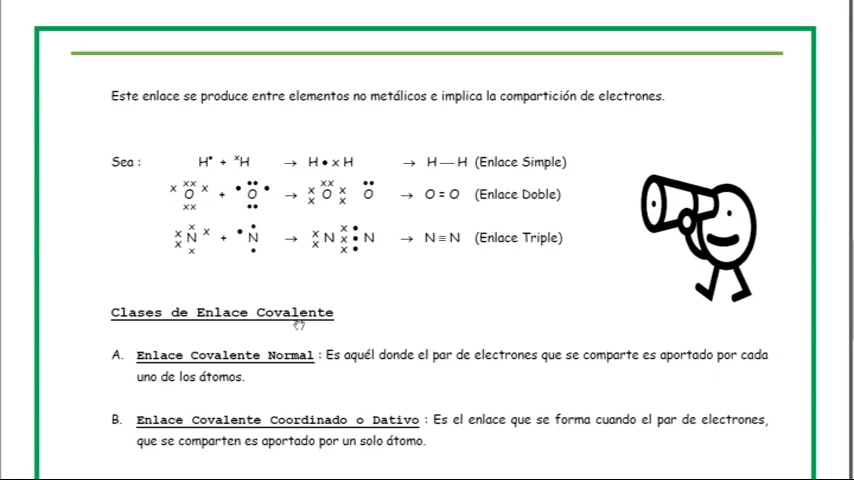 Este enlace se produce entre elementos no metálicos e implica la compartición de electrones.
Sea : H• + ˣH → H • x H → H — H (Enlace Simple)
O + O → O O → O = O (Enlace Doble)
N + N → N N → N ≡ N (Enlace Triple)
Clases de Enlace Covalente
A. Enlace Covalente Normal : Es aquél donde el par de electrones que se comparte es aportado por cada
uno de los átomos.
B. Enlace Covalente Coordinado o Dativo : Es el enlace que se forma cuando el par de electrones,
que se comparten es aportado por un solo átomo.